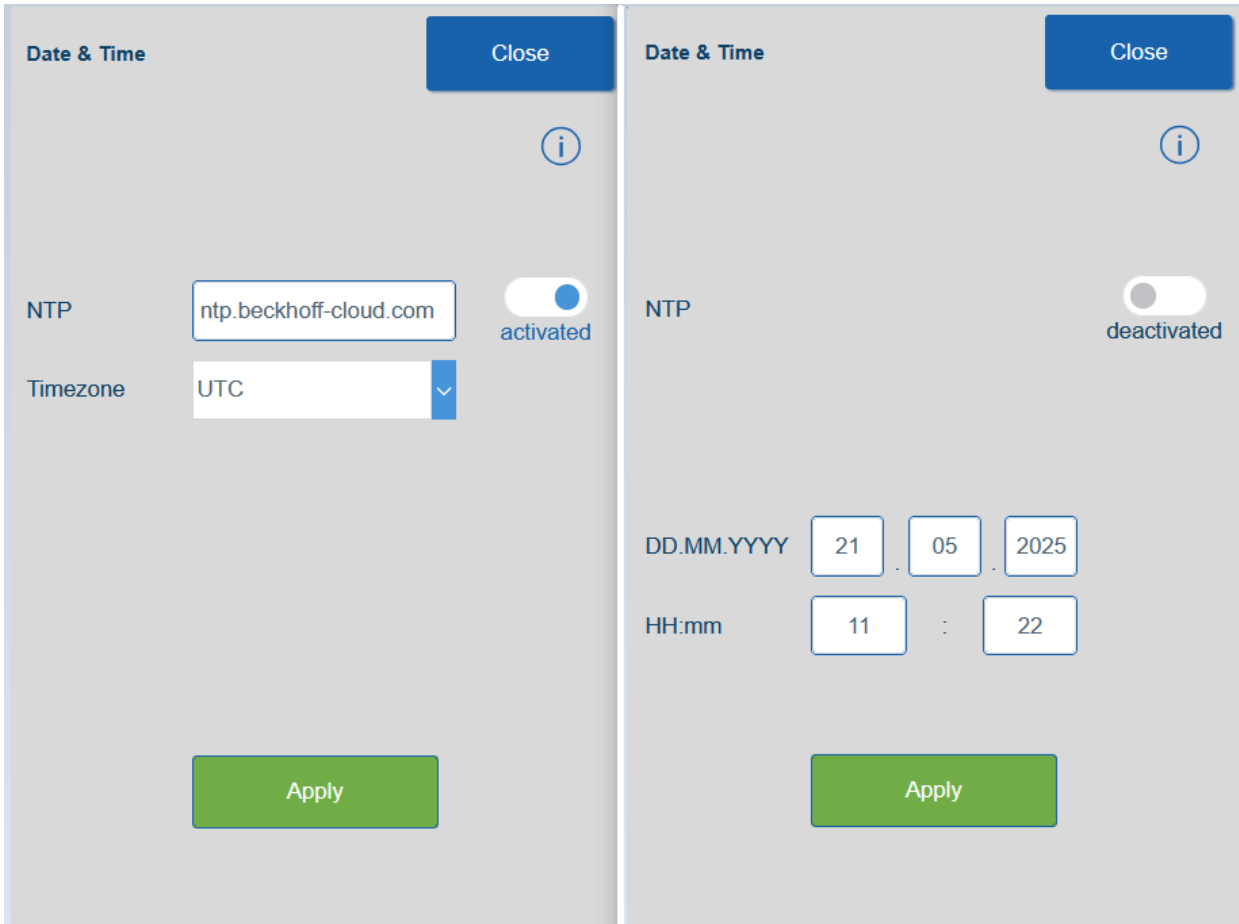 Date & Time
Close
i
NTP
ntp.beckhoff-cloud.com
activated
Timezone
UTC
Apply
Date & Time
Close
i
NTP
deactivated
DD.MM.YYYY
21 . 05 . 2025
HH:mm
11 : 22
Apply